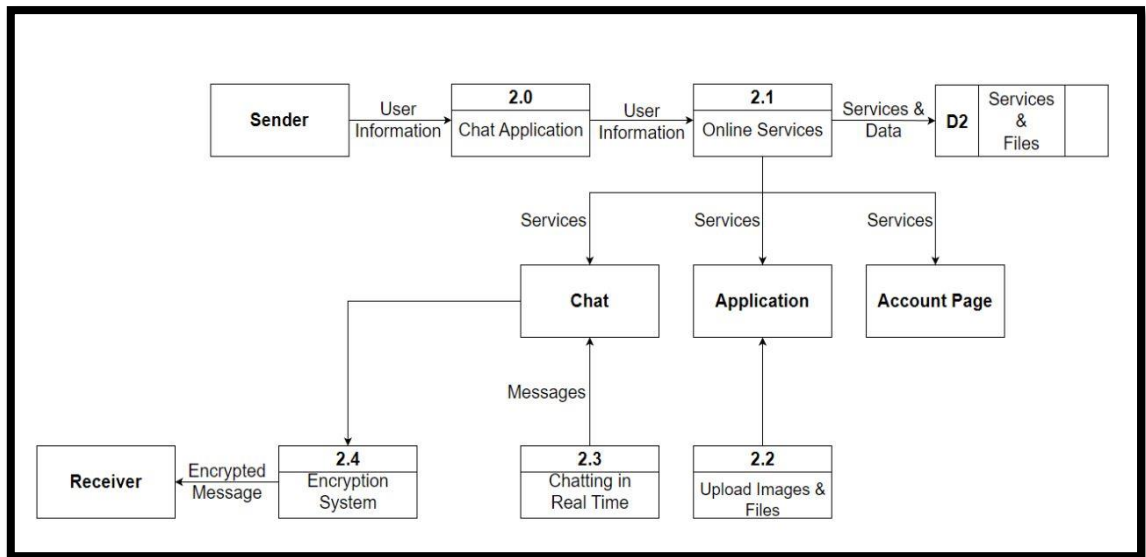 Sender
User
Information
2.0
Chat Application
User
Information
2.1
Online Services
Services &
Data
D2
Services
&
Files
Services
Services
Services
Chat
Application
Account Page
Messages
Receiver
Encrypted
Message
2.4
Encryption
System
2.3
Chatting in
Real Time
2.2
Upload Images &
Files